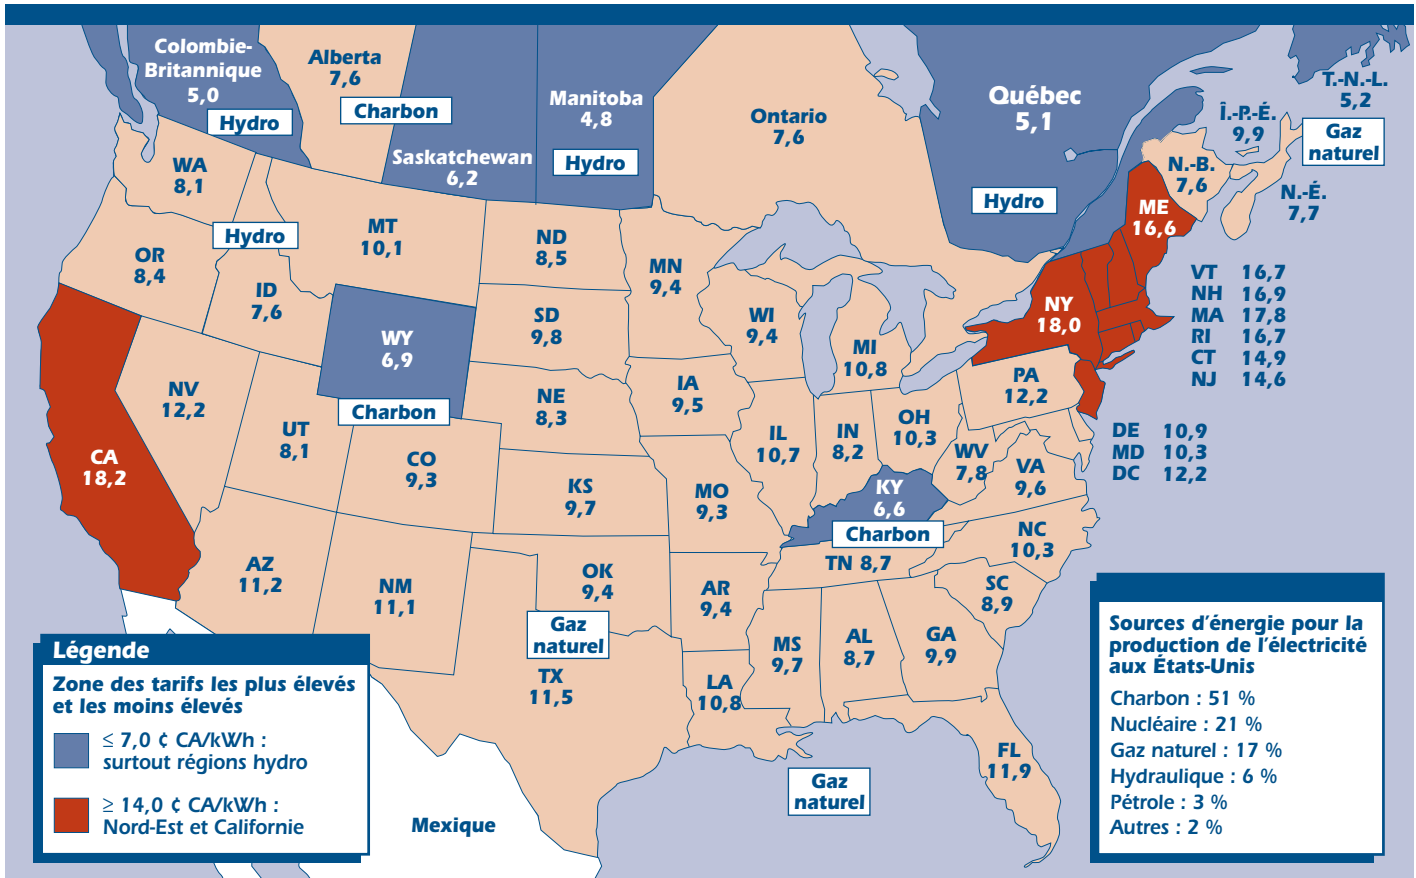 Colombie-
Britannique
5,0
Hydro
Alberta
7,6
Charbon
Saskatchewan
6,2
Manitoba
4,8
Hydro
Ontario
7,6
Québec
5,1
Hydro
T.-N.-L.
5,2
Î.-P.-É.
9,9
Gaz
naturel
N.-B.
7,6
N.-É.
7,7
WA
8,1
Hydro
OR
8,4
ID
7,6
MT
10,1
ND
8,5
MN
9,4
SD
9,8
WI
9,4
MI
10,8
WY
6,9
Charbon
NE
8,3
IA
9,5
NV
12,2
UT
8,1
CO
9,3
CA
18,2
KS
9,7
MO
9,3
IL
10,7
IN
8,2
OH
10,3
PA
12,2
NY
18,0
ME
16,6
VT 16,7
NH 16,9
MA 17,8
RI 16,7
CT 14,9
NJ 14,6
DE 10,9
MD 10,3
DC 12,2
WV
7,8
VA
9,6
KY
6,6
Charbon
NC
10,3
TN 8,7
SC
8,9
AZ
11,2
NM
11,1
OK
9,4
Gaz
naturel
TX
11,5
AR
9,4
LA
10,8
MS
9,7
AL
8,7
GA
9,9
FL
11,9
Gaz
naturel
Mexique
Légende
Zone des tarifs les plus élevés
et les moins élevés
≤ 7,0 ¢ CA/kWh :
surtout régions hydro
≥ 14,0 ¢ CA/kWh :
Nord-Est et Californie
Sources d'énergie pour la
production de l'électricité
aux États-Unis
Charbon : 51 %
Nucléaire : 21 %
Gaz naturel : 17 %
Hydraulique : 6 %
Pétrole : 3 %
Autres : 2 %